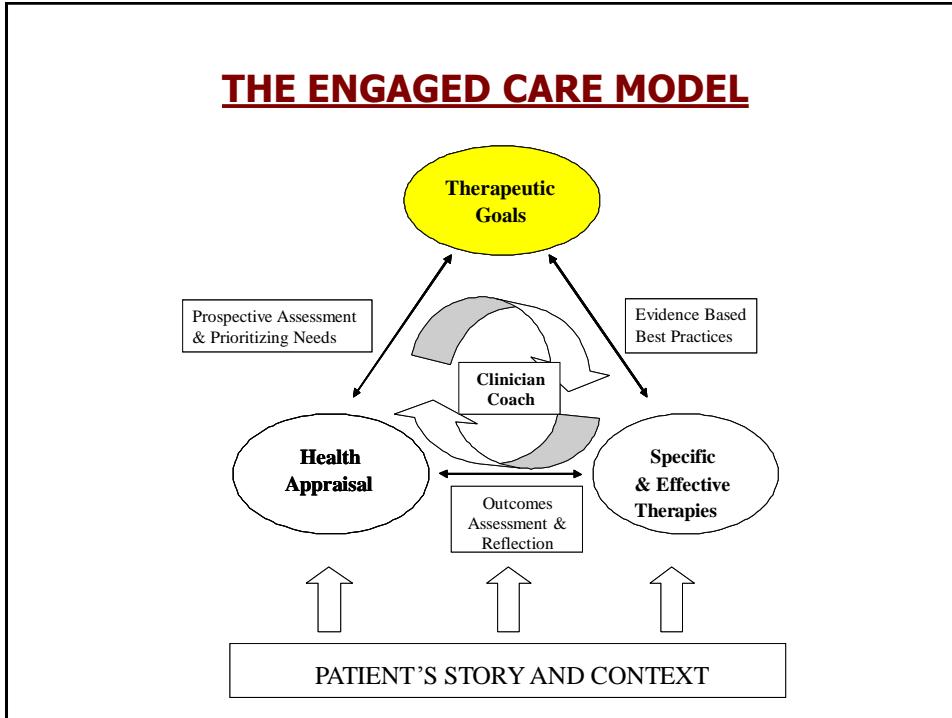 THE ENGAGED CARE MODEL
Therapeutic
Goals
Prospective Assessment
& Prioritizing Needs
Evidence Based
Best Practices
Clinician
Coach
Health
Appraisal
Specific
& Effective
Therapies
Outcomes
Assessment &
Reflection
PATIENT'S STORY AND CONTEXT